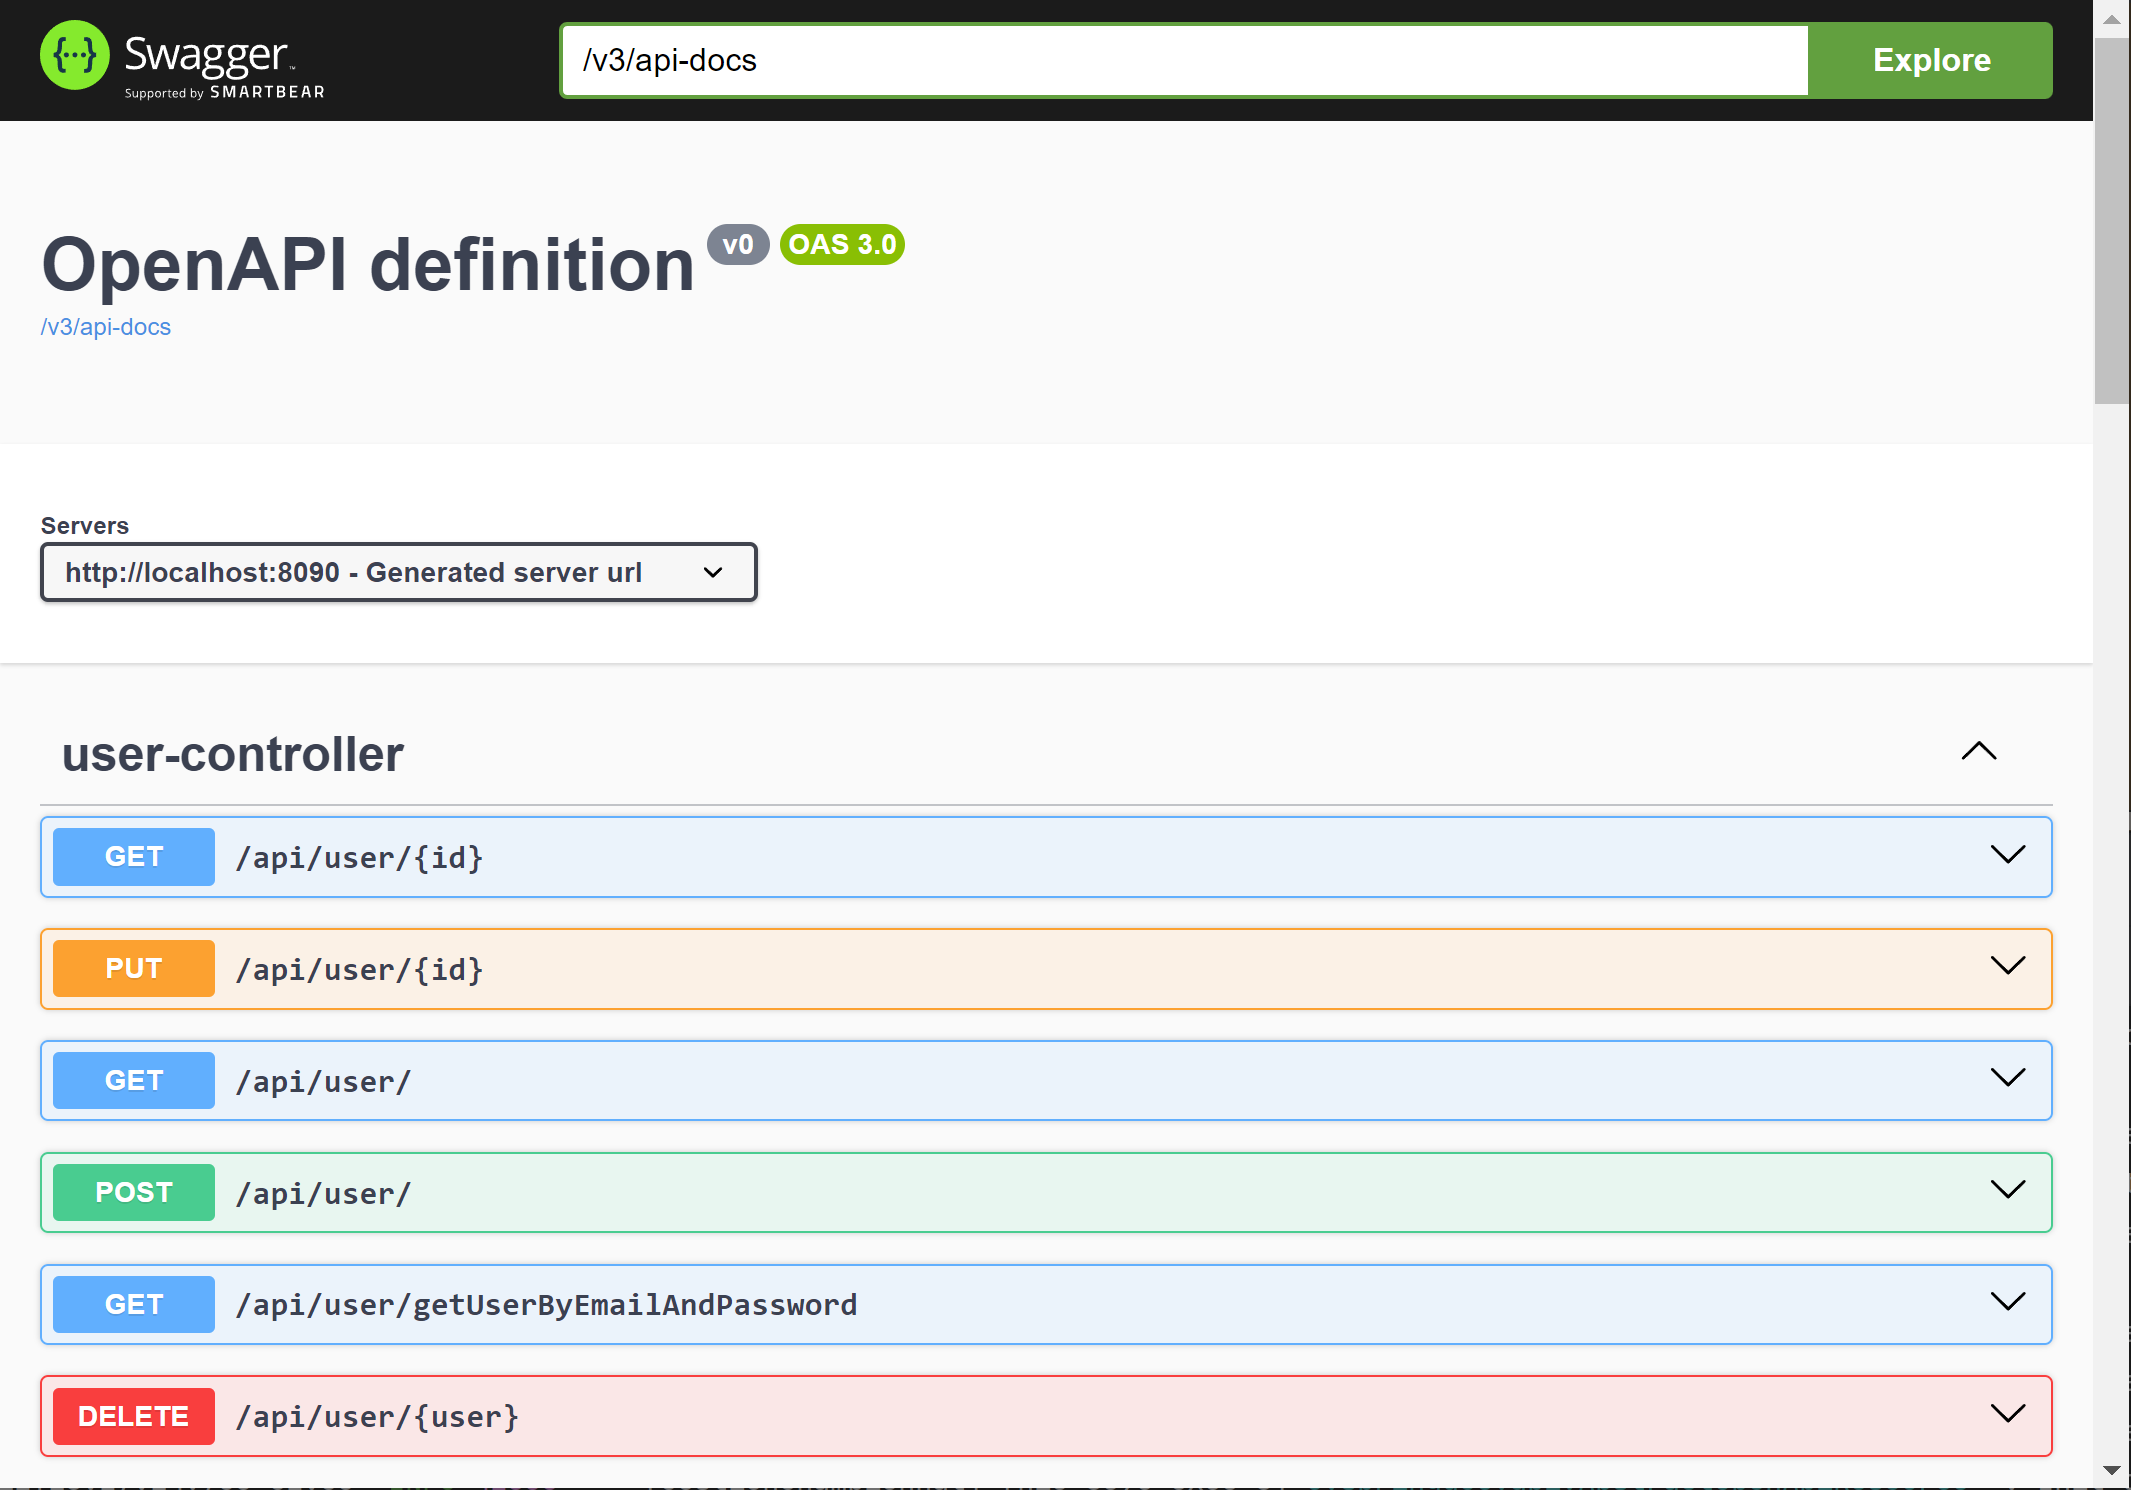 Swagger™
Supported by SMARTBEAR
/v3/api-docs
Explore
OpenAPI definition v0 OAS 3.0
/v3/api-docs
Servers
http://localhost:8090 - Generated server url
user-controller
GET /api/user/{id}
PUT /api/user/{id}
GET /api/user/
POST /api/user/
GET /api/user/getUserByEmailAndPassword
DELETE /api/user/{user}